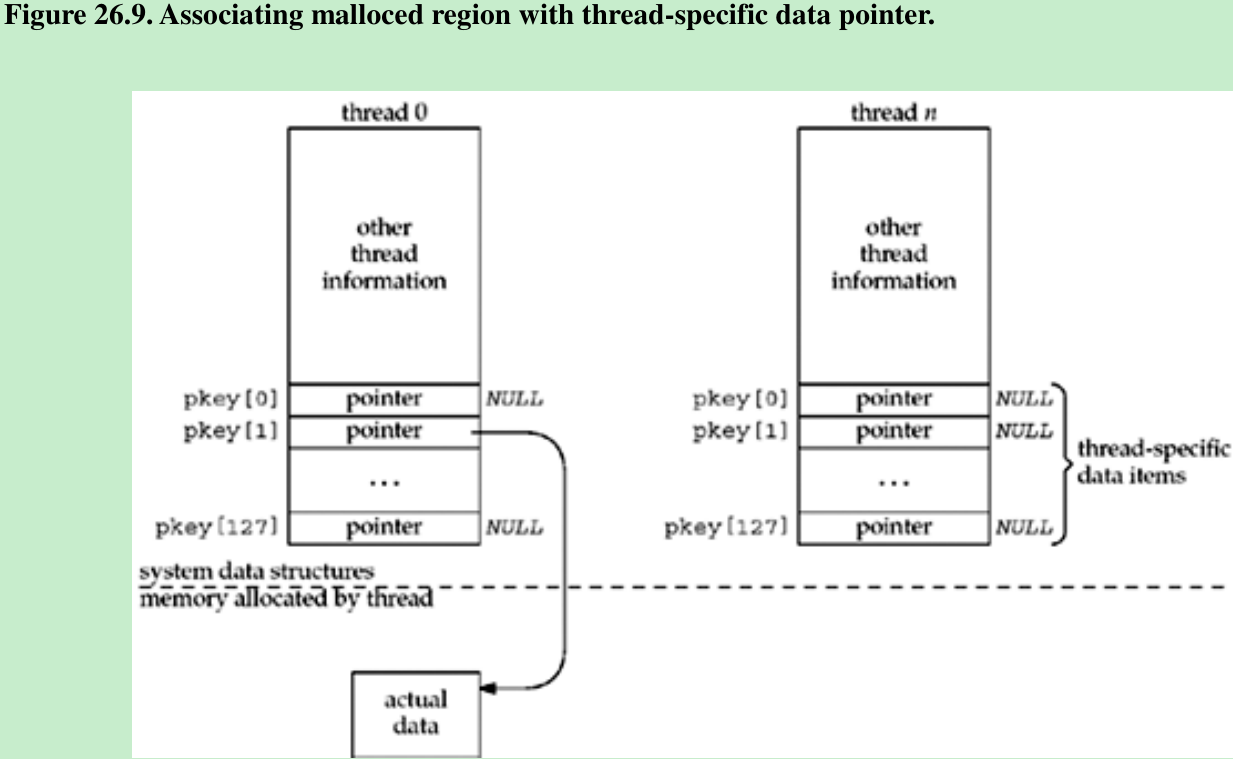 Figure 26.9. Associating malloced region with thread-specific data pointer.
thread 0
thread n
other
thread
information
other
thread
information
pkey[0] pointer NULL
pkey[1] pointer
...
pkey[127] pointer NULL
pkey[0] pointer NULL
pkey[1] pointer NULL
...
pkey[127] pointer NULL
thread-specific
data items
system data structures
memory allocated by thread
actual
data